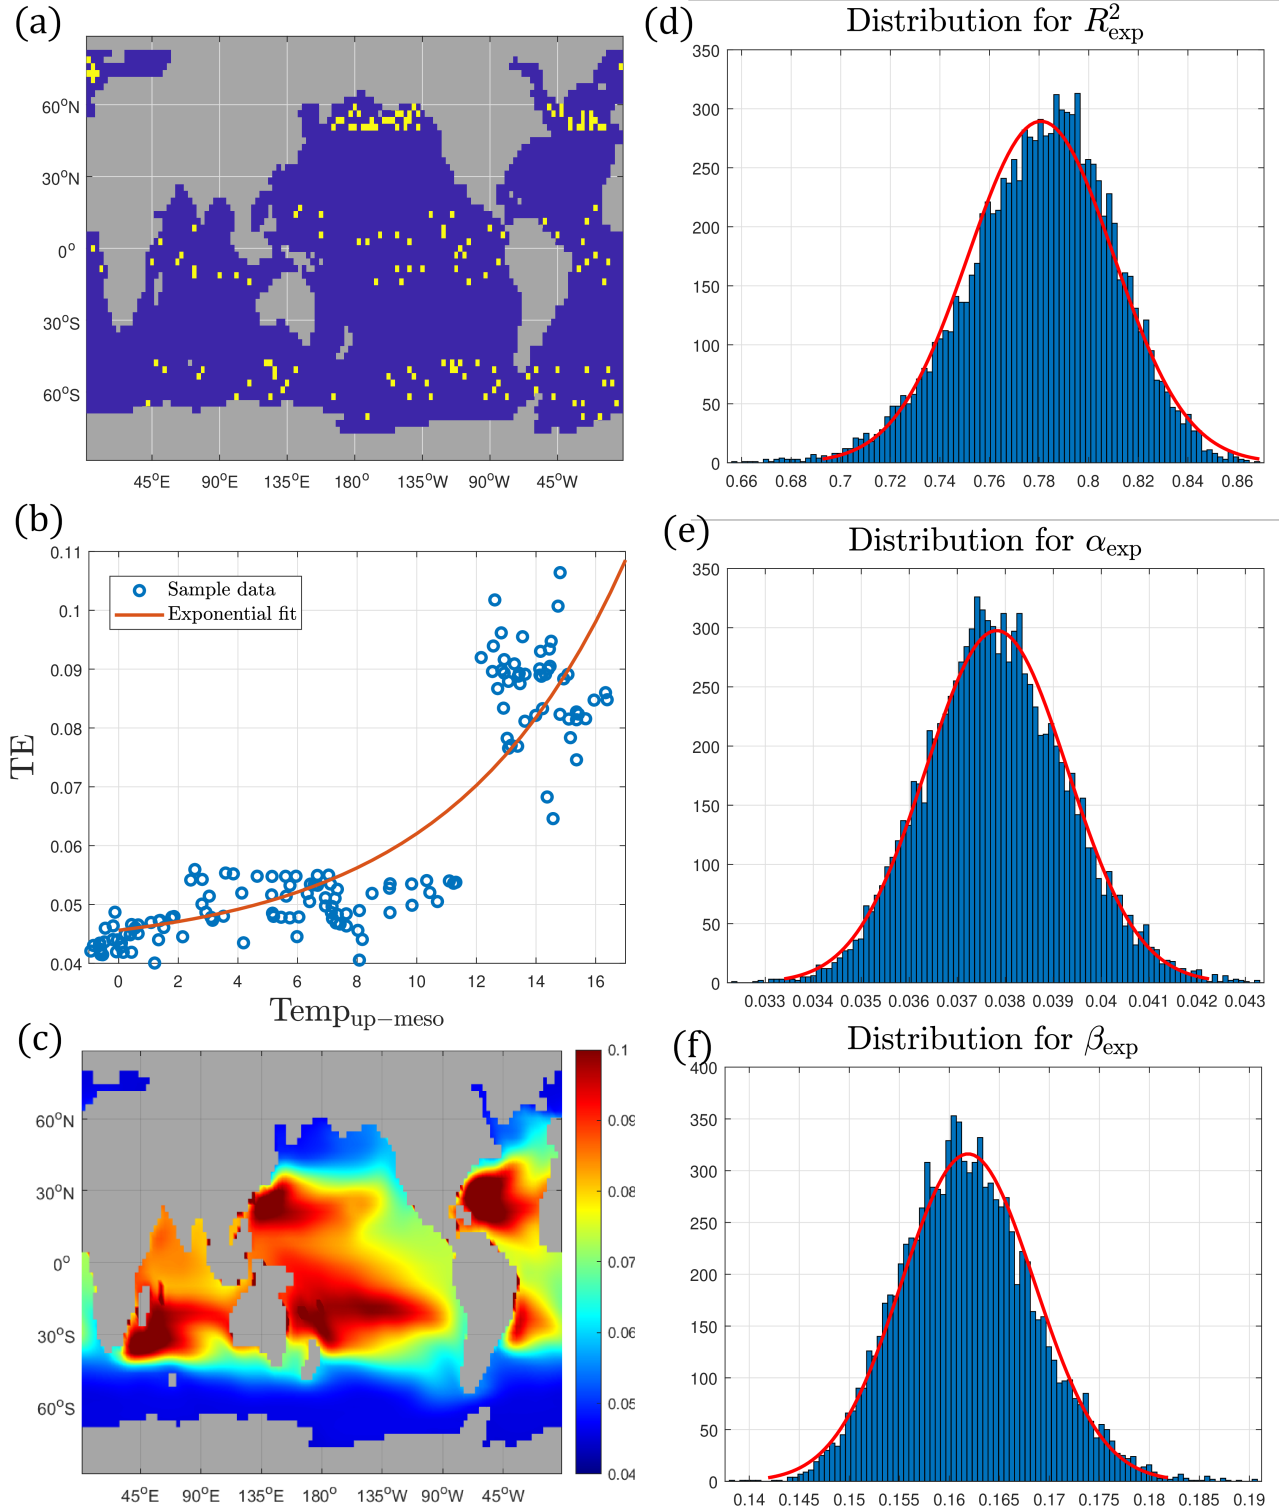 (a)
60°N
30°N
0°
30°S
60°S
45°E 90°E 135°E 180° 135°W 90°W 45°W
(b)
0.11
0.1
0.09
0.08
0.07
0.06
0.05
0.04
TE
Sample data
Exponential fit
0 2 4 6 8 10 12 14 16
Temp up−meso
(c)
60°N
30°N
0°
30°S
60°S
45°E 90°E 135°E 180° 135°W 90°W 45°W
0.1
0.09
0.08
0.07
0.06
0.05
0.04
(d)
Distribution for R²exp
350
300
250
200
150
100
50
0
0.66 0.68 0.7 0.72 0.74 0.76 0.78 0.8 0.82 0.84 0.86
(e)
Distribution for αexp
350
300
250
200
150
100
50
0
0.033 0.034 0.035 0.036 0.037 0.038 0.039 0.04 0.041 0.042 0.043
(f)
Distribution for βexp
400
350
300
250
200
150
100
50
0
0.14 0.145 0.15 0.155 0.16 0.165 0.17 0.175 0.18 0.185 0.19